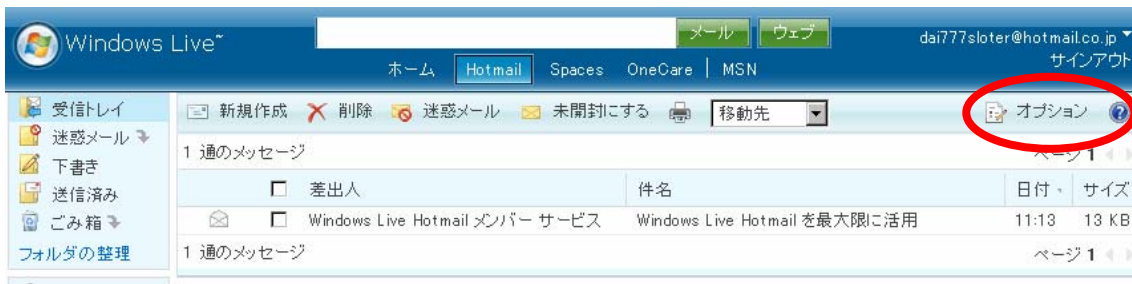 Windows Live™
メール ウェブ
dai777sloter@hotmail.co.jp
サインアウト
ホーム Hotmail Spaces OneCare MSN
受信トレイ
迷惑メール
下書き
送信済み
ごみ箱
フォルダの整理
新規作成 削除 迷惑メール 未開封にする 移動先 オプション
1 通のメッセージ ページ 1
差出人 件名 日付 サイズ
Windows Live Hotmail メンバー サービス Windows Live Hotmail を最大限に活用 11:13 13 KB
1 通のメッセージ ページ 1